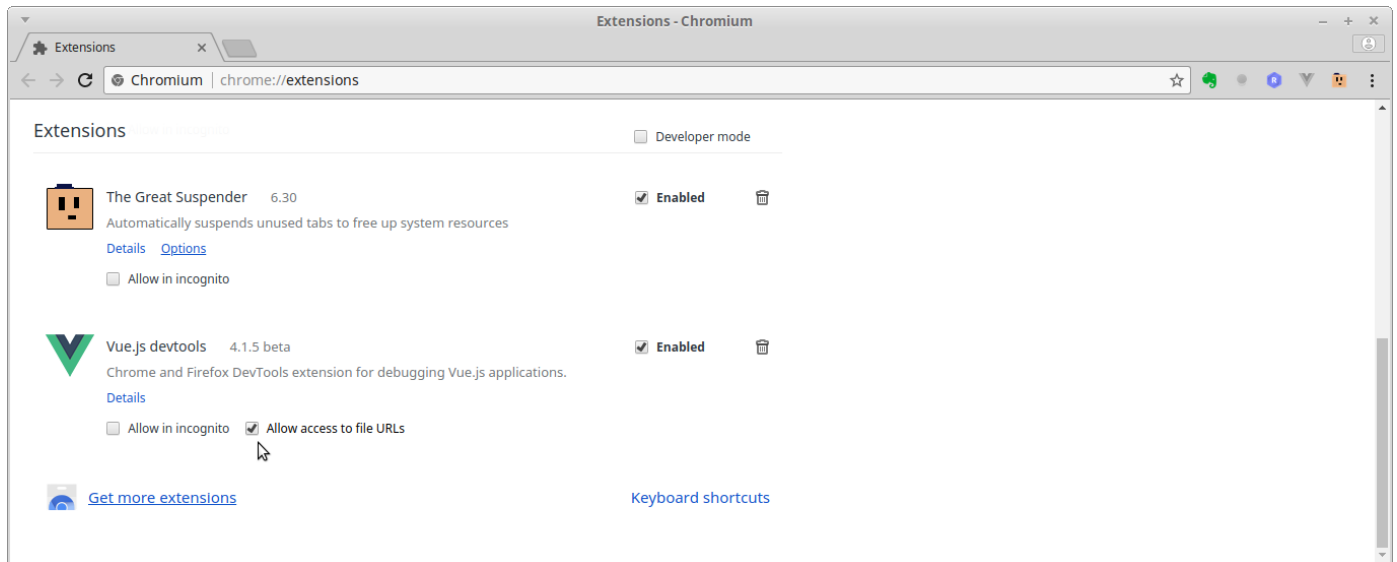 Extensions - Chromium
Extensions
Chromium | chrome://extensions
Extensions
Developer mode
The Great Suspender 6.30 Enabled
Automatically suspends unused tabs to free up system resources
Details Options
Allow in incognito
Vue.js devtools 4.1.5 beta Enabled
Chrome and Firefox DevTools extension for debugging Vue.js applications.
Details
Allow in incognito Allow access to file URLs
Get more extensions Keyboard shortcuts